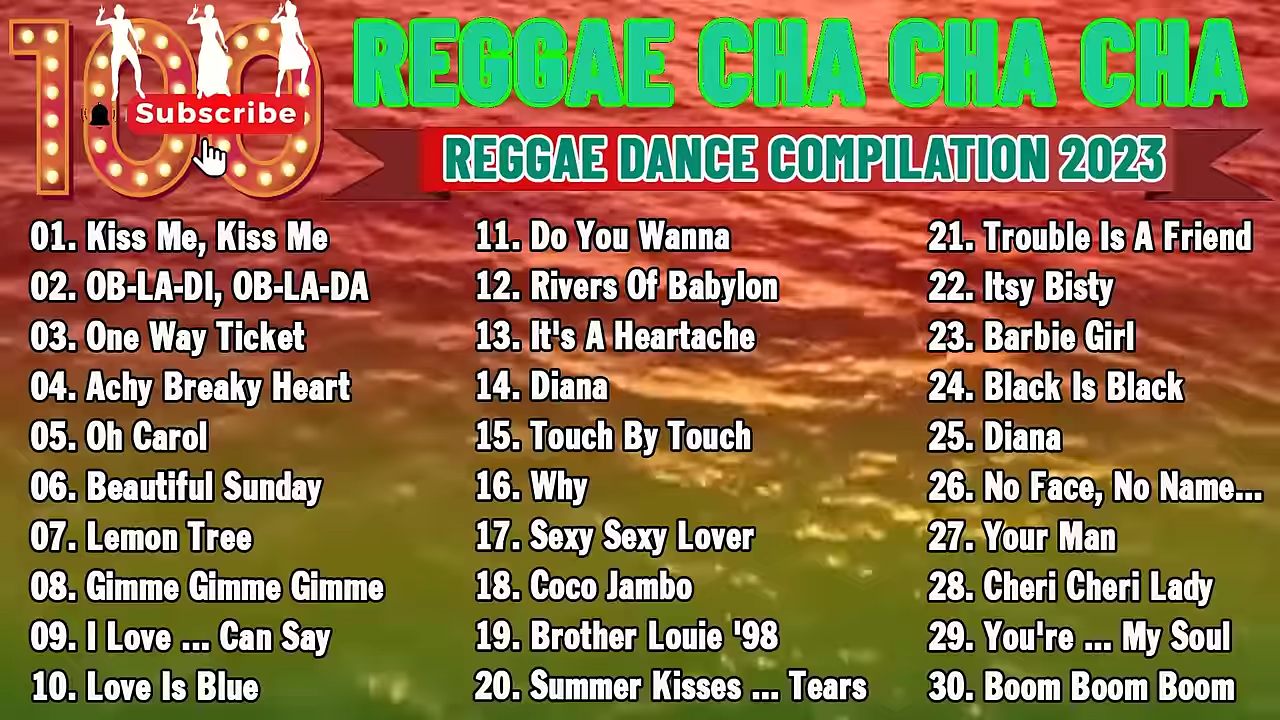 100
Subscribe
REGGAE CHA CHA CHA
REGGAE DANCE COMPILATION 2023
01. Kiss Me, Kiss Me
02. OB-LA-DI, OB-LA-DA
03. One Way Ticket
04. Achy Breaky Heart
05. Oh Carol
06. Beautiful Sunday
07. Lemon Tree
08. Gimme Gimme Gimme
09. I Love ... Can Say
10. Love Is Blue
11. Do You Wanna
12. Rivers Of Babylon
13. It's A Heartache
14. Diana
15. Touch By Touch
16. Why
17. Sexy Sexy Lover
18. Coco Jambo
19. Brother Louie '98
20. Summer Kisses ... Tears
21. Trouble Is A Friend
22. Itsy Bisty
23. Barbie Girl
24. Black Is Black
25. Diana
26. No Face, No Name...
27. Your Man
28. Cheri Cheri Lady
29. You're ... My Soul
30. Boom Boom Boom